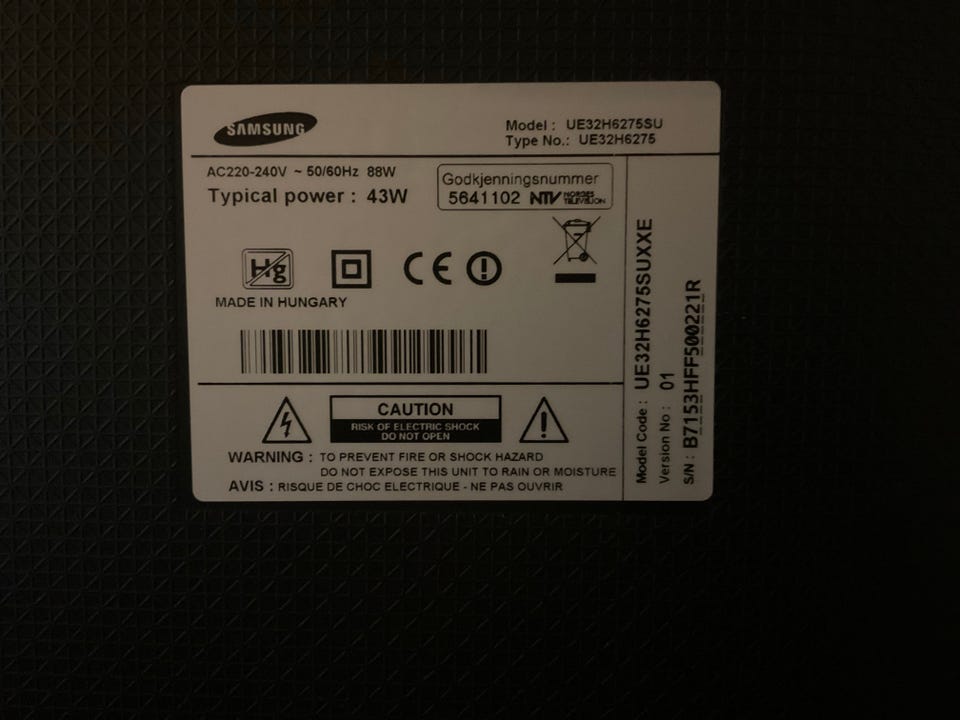 SAMSUNG
Model : UE32H6275SU
Type No.: UE32H6275
AC220-240V ~ 50/60Hz 88W
Typical power : 43W
Godkjenningsnummer
5641102 NTV NORGES TELEVISJON
Hg
CE
MADE IN HUNGARY
CAUTION
RISK OF ELECTRIC SHOCK
DO NOT OPEN
WARNING : TO PREVENT FIRE OR SHOCK HAZARD
DO NOT EXPOSE THIS UNIT TO RAIN OR MOISTURE
AVIS : RISQUE DE CHOC ELECTRIQUE - NE PAS OUVRIR
Model Code : UE32H6275SUXXE
Version No : 01
S/N : B7153HFF500221R